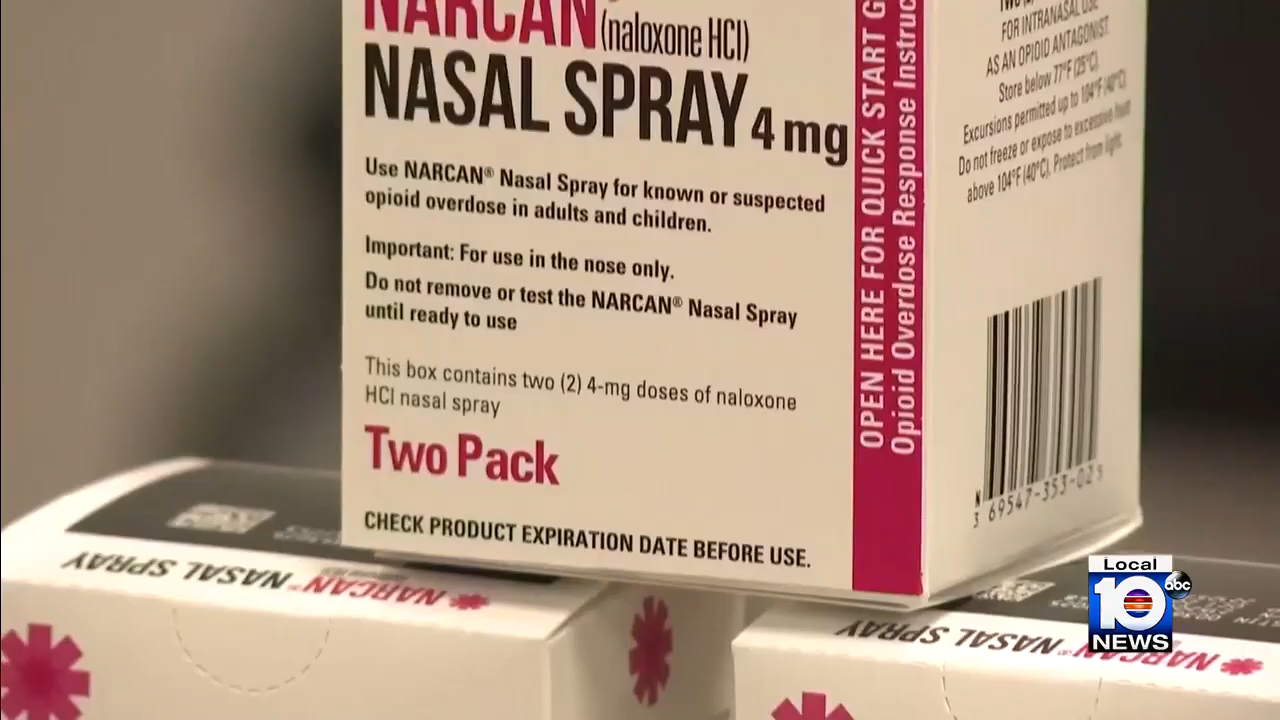 NARCAN (naloxone HCl)
NASAL SPRAY 4 mg
Use NARCAN® Nasal Spray for known or suspected
opioid overdose in adults and children.
Important: For use in the nose only.
Do not remove or test the NARCAN® Nasal Spray
until ready to use
This box contains two (2) 4-mg doses of naloxone
HCl nasal spray
Two Pack
CHECK PRODUCT EXPIRATION DATE BEFORE USE.
OPEN HERE FOR QUICK START G
Opioid Overdose Response Instruc
FOR INTRANASAL USE
AS AN OPIOID ANTAGONIST.
Store below 77°F (25°C).
Excursions permitted up to 104°F (40°C).
Do not freeze or expose to excessive heat
above 104°F (40°C). Protect from light.
N
3 69547-353-02
NARCAN® NASAL SPRAY
NARCAN® NASAL SPRAY
Local
10 abc
NEWS